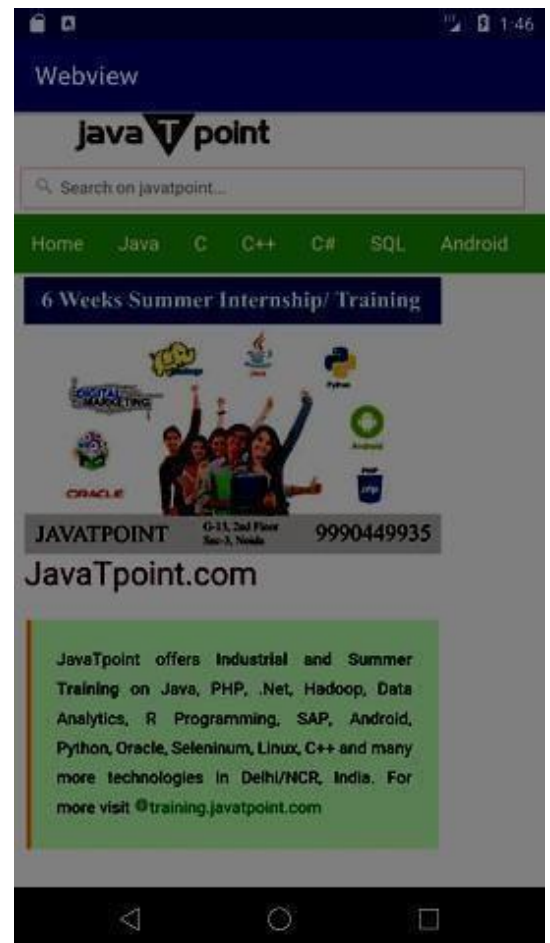 1:46
Webview
javaTpoint
Search on javatpoint...
Home Java C C++ C# SQL Android
6 Weeks Summer Internship/ Training
Java
Python
DIGITAL
MARKETING
Android
ORACLE
PHP
php
JAVATPOINT G-13, 2nd Floor 9990449935
Sec-3, Noida
JavaTpoint.com
JavaTpoint offers Industrial and Summer
Training on Java, PHP, .Net, Hadoop, Data
Analytics, R Programming, SAP, Android,
Python, Oracle, Seleninum, Linux, C++ and many
more technologies in Delhi/NCR, India. For
more visit training.javatpoint.com